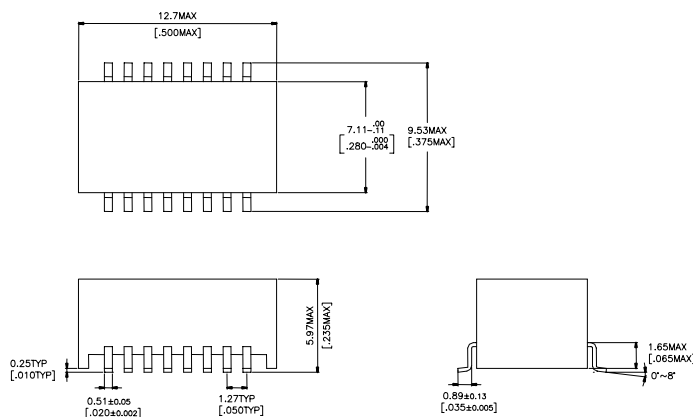 12.7MAX
[.500MAX]
7.11 .00
-.11
[.280 .000
-.004]
9.53MAX
[.375MAX]
5.97MAX
[.235MAX]
0.25TYP
[.010TYP]
0.51±0.05
[.020±0.002]
1.27TYP
[.050TYP]
1.65MAX
[.065MAX]
0°~8°
0.89±0.13
[.035±0.005]